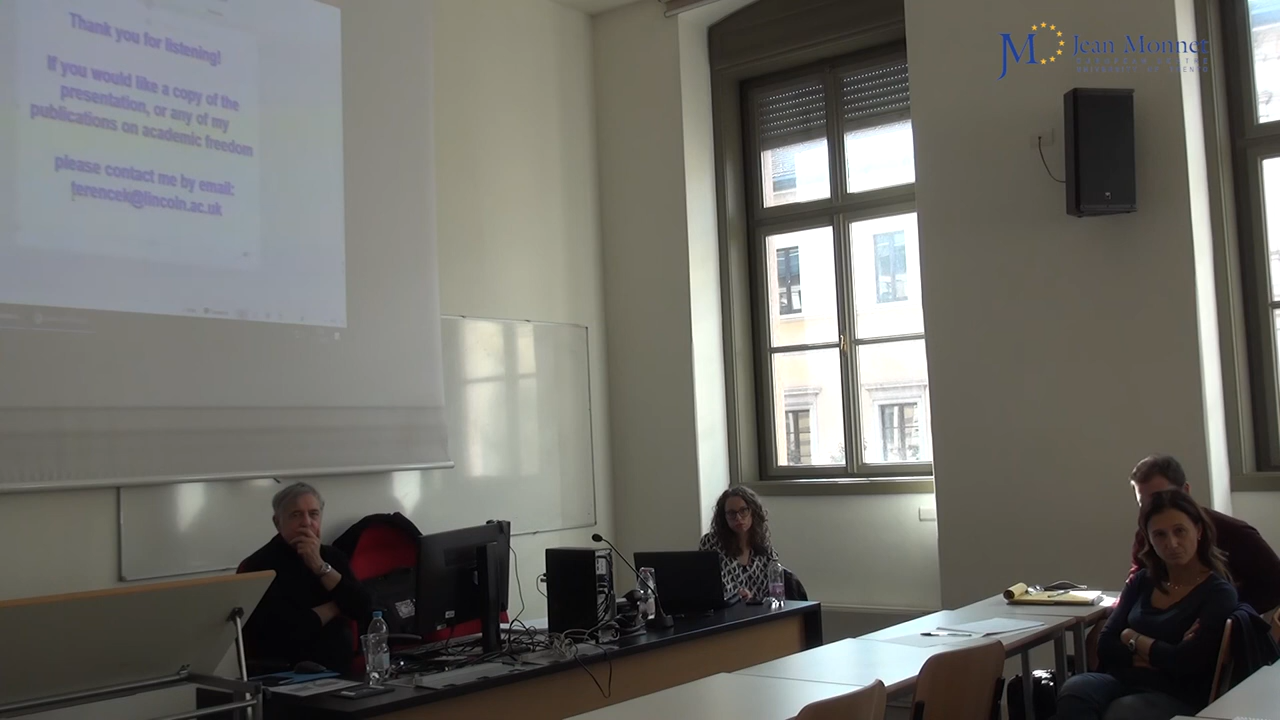 Thank you for listening!
If you would like a copy of the
presentation, or any of my
publications on academic freedom
please contact me by email:
terencek@lincoln.ac.uk
Jean Monnet